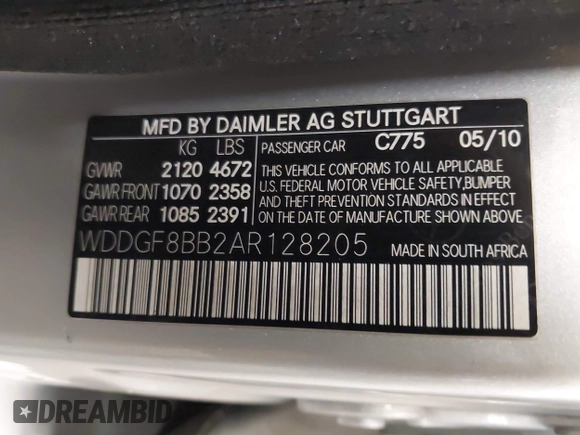 MFD BY DAIMLER AG STUTTGART
KG LBS PASSENGER CAR C775 05/10
GVWR 2120 4672 THIS VEHICLE CONFORMS TO ALL APPLICABLE
GAWR FRONT 1070 2358 U.S. FEDERAL MOTOR VEHICLE SAFETY, BUMPER
GAWR REAR 1085 2391 AND THEFT PREVENTION STANDARDS IN EFFECT
ON THE DATE OF MANUFACTURE SHOWN ABOVE.
WDDGF8BB2AR128205 MADE IN SOUTH AFRICA
DREAMBID